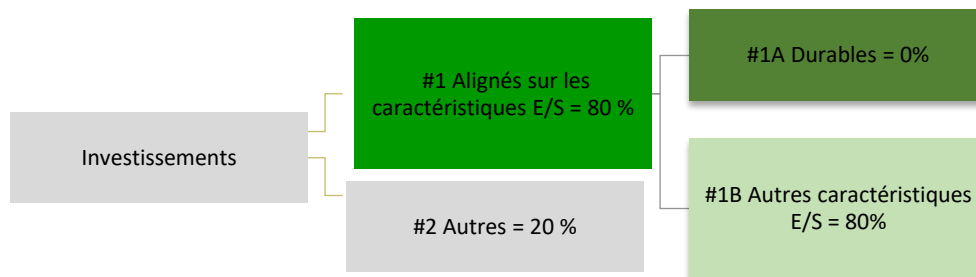 Investissements
#1 Alignés sur les
caractéristiques E/S = 80 %
#2 Autres = 20 %
#1A Durables = 0%
#1B Autres caractéristiques
E/S = 80%